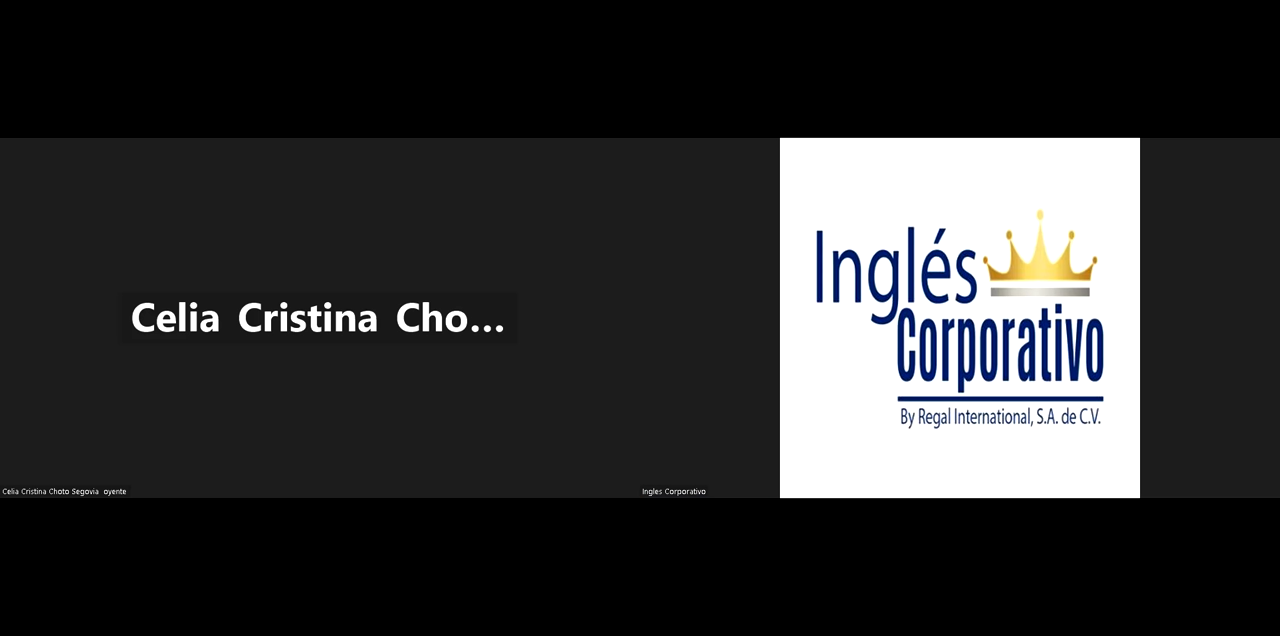 Celia Cristina Cho...
Celia Cristina Choto Segovia oyente
Inglés
Corporativo
By Regal International, S.A. de C.V.
Ingles Corporativo